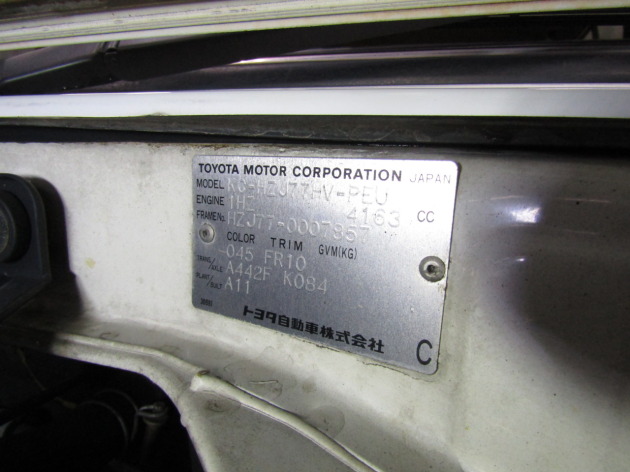 TOYOTA MOTOR CORPORATION JAPAN
MODEL KC-HZJ77HV-PEU
ENGINE 1HZ 4163 CC
FRAME No. HZJ77-0007857
COLOR TRIM GVM(KG)
045 FR10
TRANS./AXLE A442F K084
PLANT/BUILT A11
トヨタ自動車株式会社
C